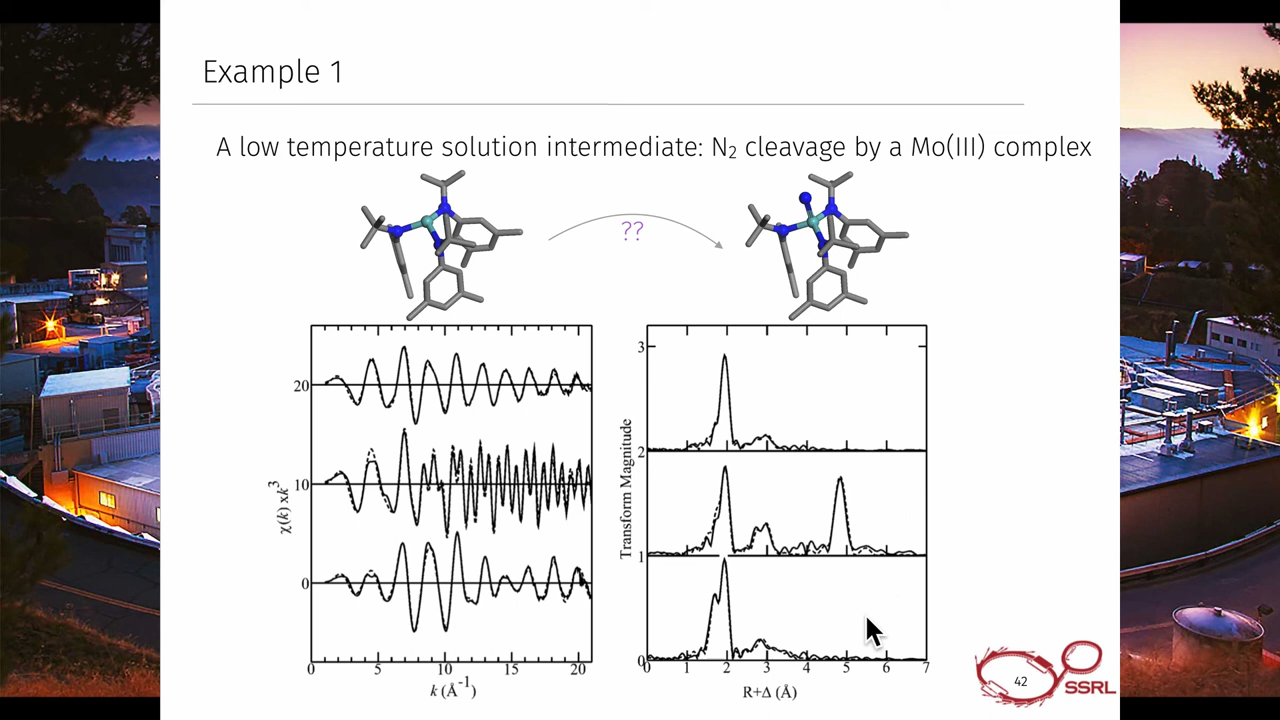 Example 1
A low temperature solution intermediate: N₂ cleavage by a Mo(III) complex
??
χ(k) xk³
20
10
0
0 5 10 15 20
k (Å⁻¹)
Transform Magnitude
3
2
1
0
0 1 2 3 4 5 6 7
R+Δ (Å)
42
SSRL